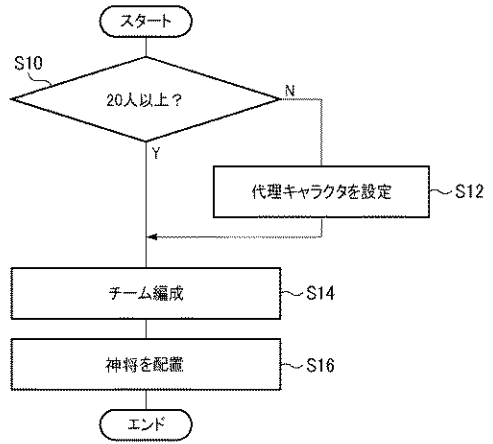 スタート
S10
20人以上？
N
Y
代理キャラクタを設定
S12
チーム編成
S14
神将を配置
S16
エンド